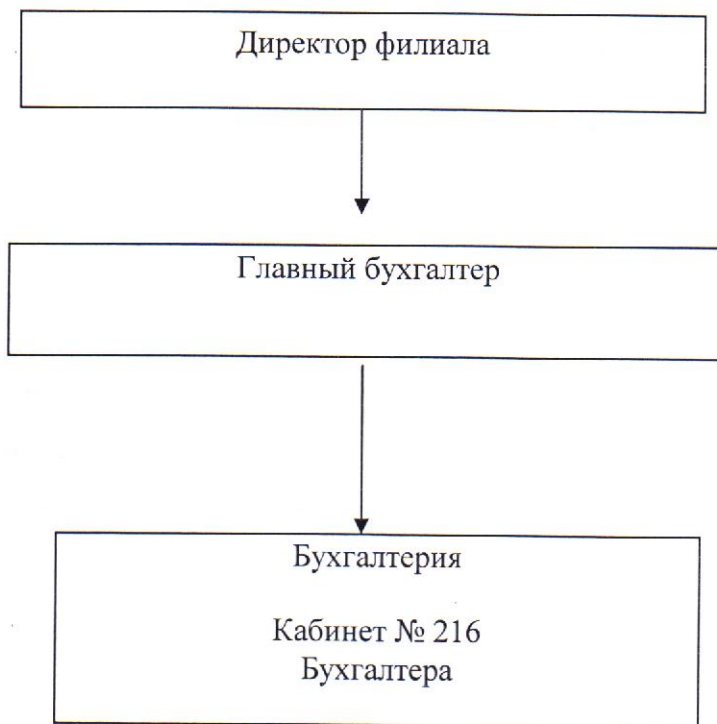 Директор филиала
Главный бухгалтер
Бухгалтерия
Кабинет № 216
Бухгалтера